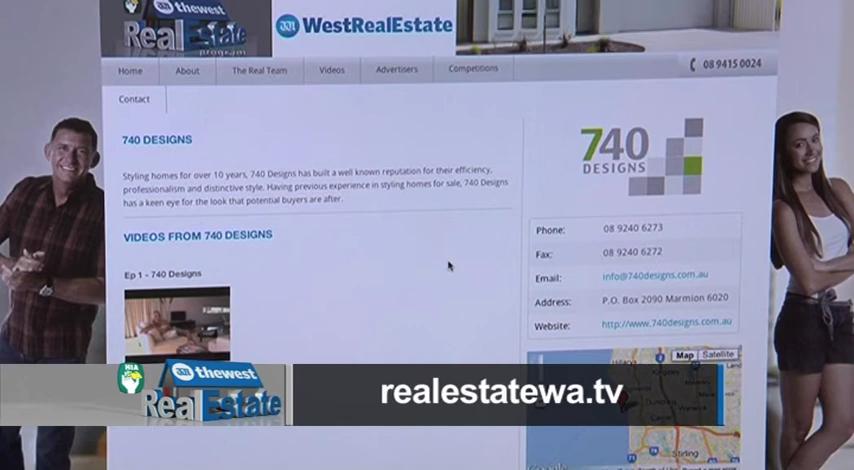 thewest
Real Estate
program
WestRealEstate
Home About The Real Team Videos Advertisers Competitions
08 9415 0024
Contact
740 DESIGNS
Styling homes for over 10 years, 740 Designs has built a well known reputation for their efficiency,
professionalism and distinctive style. Having previous experience in styling homes for sale, 740 Designs
has a keen eye for the look that potential buyers are after.
VIDEOS FROM 740 DESIGNS
Ep 1 - 740 Designs
740
DESIGNS
Phone: 08 9240 6273
Fax: 08 9240 6272
Email: info@740designs.com.au
Address: P.O. Box 2090 Marmion 6020
Website: http://www.740designs.com.au
Map Satellite
Hillarys
Stirling
HIA
thewest
Real Estate
realestatewa.tv